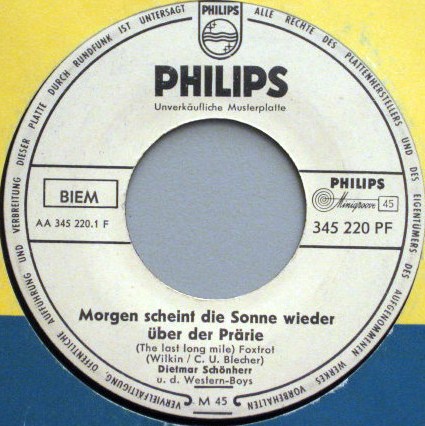 ALLE RECHTE DES PLATTENHERSTELLERS UND DES EIGENTÜMERS DES AUFGENOMMENEN WERKES VORBEHALTEN
VERVIELFÄLTIGUNG, ÖFFENTLICHE AUFFÜHRUNG UND VERBREITUNG DIESER PLATTE DURCH RUNDFUNK IST UNTERSAGT
PHILIPS
PHILIPS
Unverkäufliche Musterplatte
BIEM
AA 345 220.1 F
PHILIPS
Minigroove 45
345 220 PF
Morgen scheint die Sonne wieder
über der Prärie
(The last long mile) Foxtrot
(Wilkin / C. U. Blecher)
Dietmar Schönherr
u. d. Western-Boys
M 45